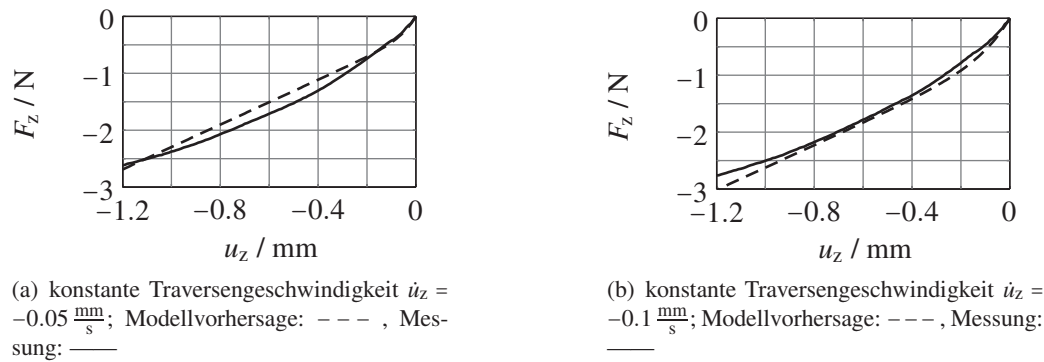 0
−1
−2
−3
F_z / N
−1.2 −0.8 −0.4 0
u_z / mm
(a) konstante Traversengeschwindigkeit u̇_z =
−0.05 mm/s; Modellvorhersage: − − − , Mes-
sung: ——
0
−1
−2
−3
F_z / N
−1.2 −0.8 −0.4 0
u_z / mm
(b) konstante Traversengeschwindigkeit u̇_z =
−0.1 mm/s; Modellvorhersage: − − − , Messung:
——